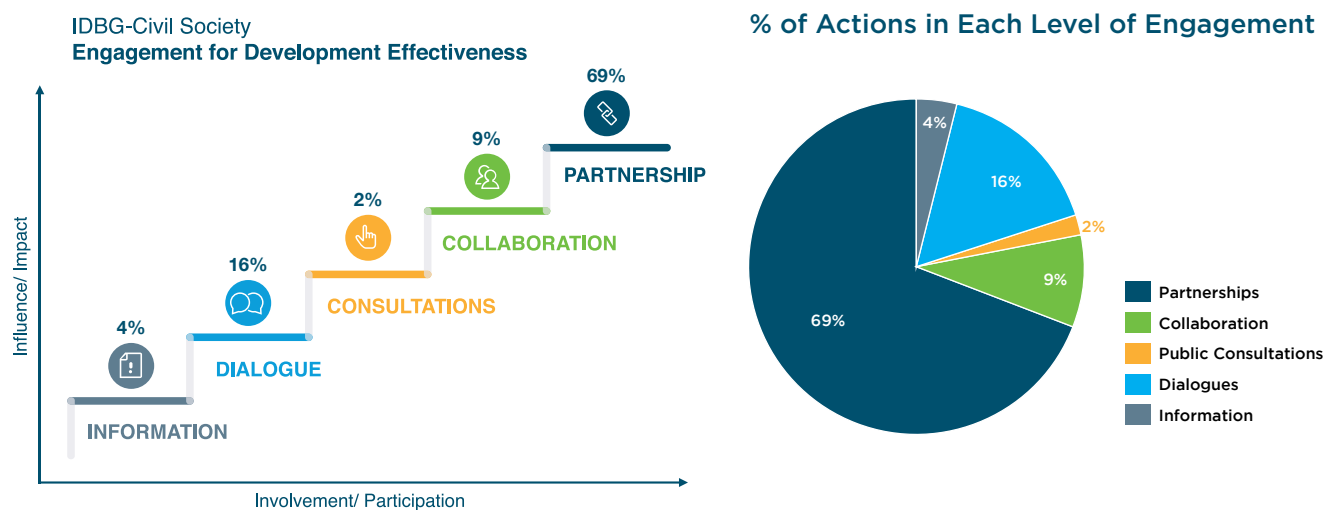 IDBG-Civil Society
Engagement for Development Effectiveness
69%
9%
PARTNERSHIP
2%
COLLABORATION
16%
CONSULTATIONS
4%
DIALOGUE
INFORMATION
Influence/ Impact
Involvement/ Participation
% of Actions in Each Level of Engagement
4%
16%
2%
9%
69%
Partnerships
Collaboration
Public Consultations
Dialogues
Information